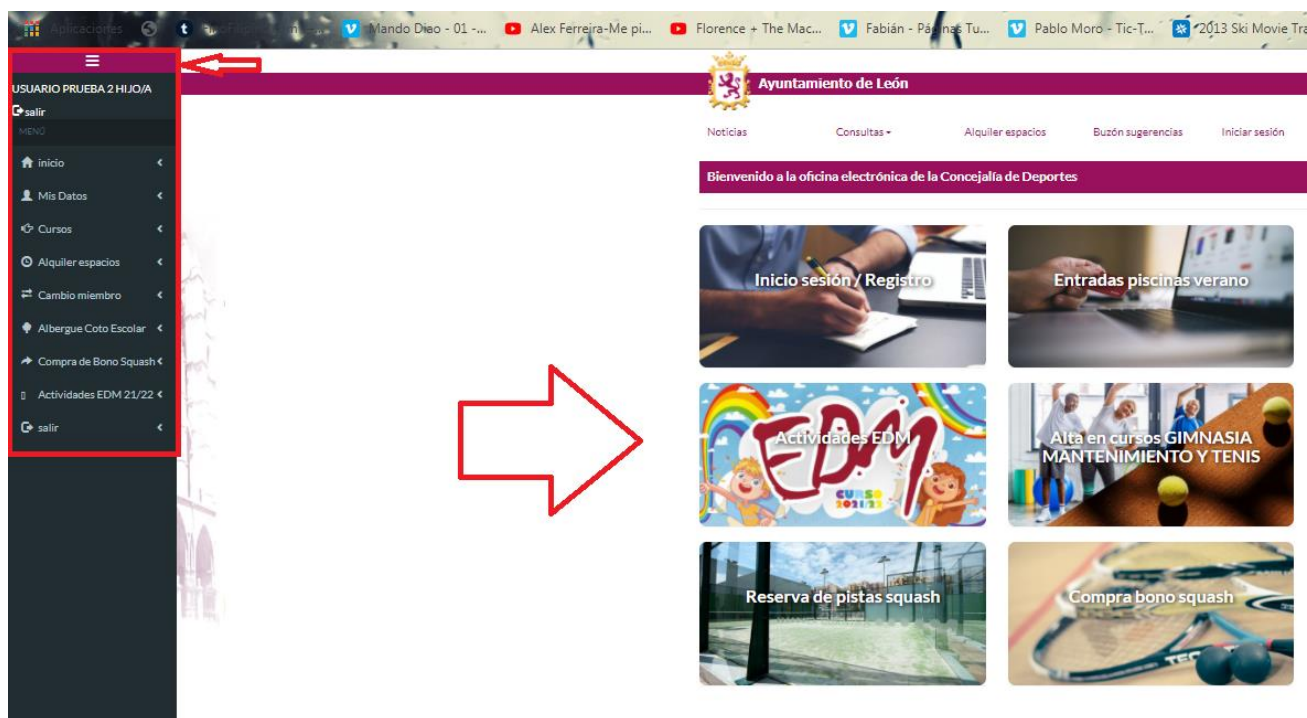 Aplicaciones
Mando Diao - 01 -...
Alex Ferreira-Me pi...
Florence + The Mac...
Fabián - Páginas Tu...
Pablo Moro - Tic-T...
2013 Ski Movie Tra
USUARIO PRUEBA 2 HIJO/A
salir
MENÚ
inicio
Mis Datos
Cursos
Alquiler espacios
Cambio miembro
Albergue Coto Escolar
Compra de Bono Squash
Actividades EDM 21/22
salir
Ayuntamiento de León
Noticias Consultas Alquiler espacios Buzón sugerencias Iniciar sesión
Bienvenido a la oficina electrónica de la Concejalía de Deportes
Inicio sesión / Registro
Entradas piscinas verano
Actividades EDM
EDM
CURSO
2021/22
Alta en cursos GIMNASIA
MANTENIMIENTO Y TENIS
Reserva de pistas squash
Compra bono squash